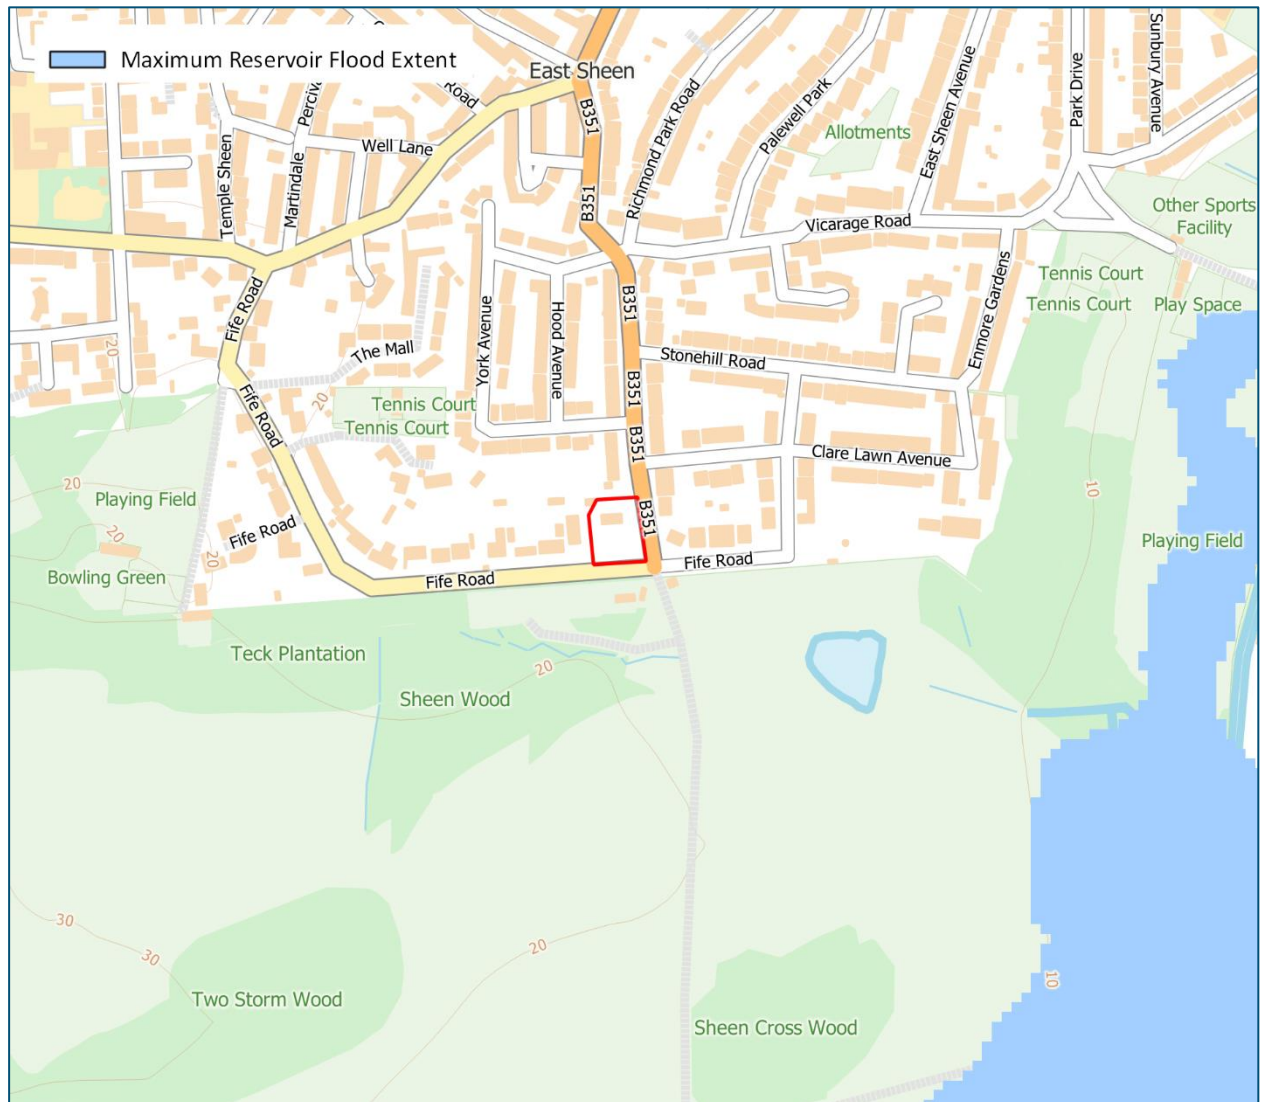 Maximum Reservoir Flood Extent
East Sheen
Road
B351
Richmond Park Road
Palewell Park
Allotments
East Sheen Avenue
Park Drive
Sunbury Avenue
Temple Sheen
Martindale
Well Lane
B351
Vicarage Road
Other Sports
Facility
Fife Road
B351
Tennis Court
Tennis Court
Play Space
Enmore Gardens
York Avenue
Hood Avenue
The Mall
Stonehill Road
20
20
Fife Road
Tennis Court
Tennis Court
B351
B351
Clare Lawn Avenue
20
Playing Field
10
Fife Road
B351
20
20
Playing Field
Bowling Green
Fife Road
Fife Road
Teck Plantation
20
Sheen Wood
30
30
20
10
Two Storm Wood
Sheen Cross Wood